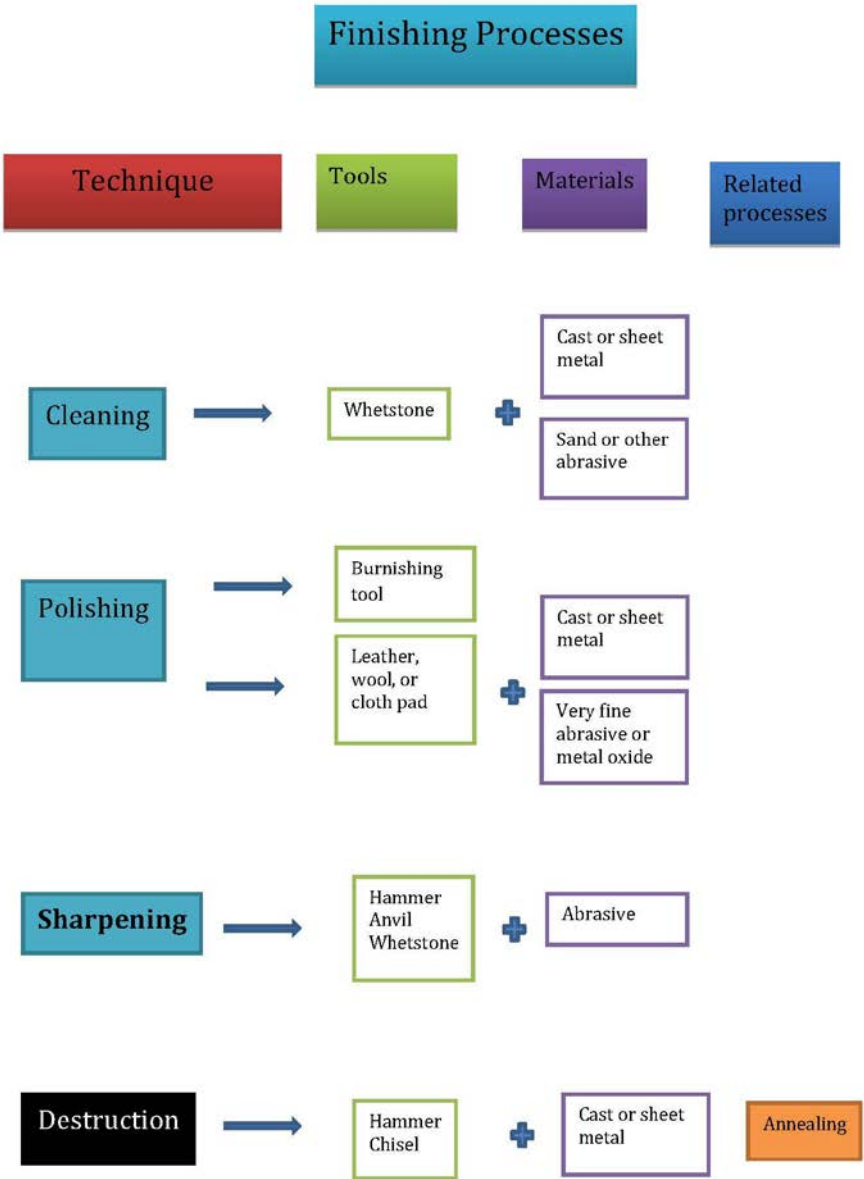 Finishing Processes
Technique
Tools
Materials
Related
processes
Cleaning
Whetstone
Cast or sheet
metal
Sand or other
abrasive
Polishing
Burnishing
tool
Leather,
wool, or
cloth pad
Cast or sheet
metal
Very fine
abrasive or
metal oxide
Sharpening
Hammer
Anvil
Whetstone
Abrasive
Destruction
Hammer
Chisel
Cast or sheet
metal
Annealing